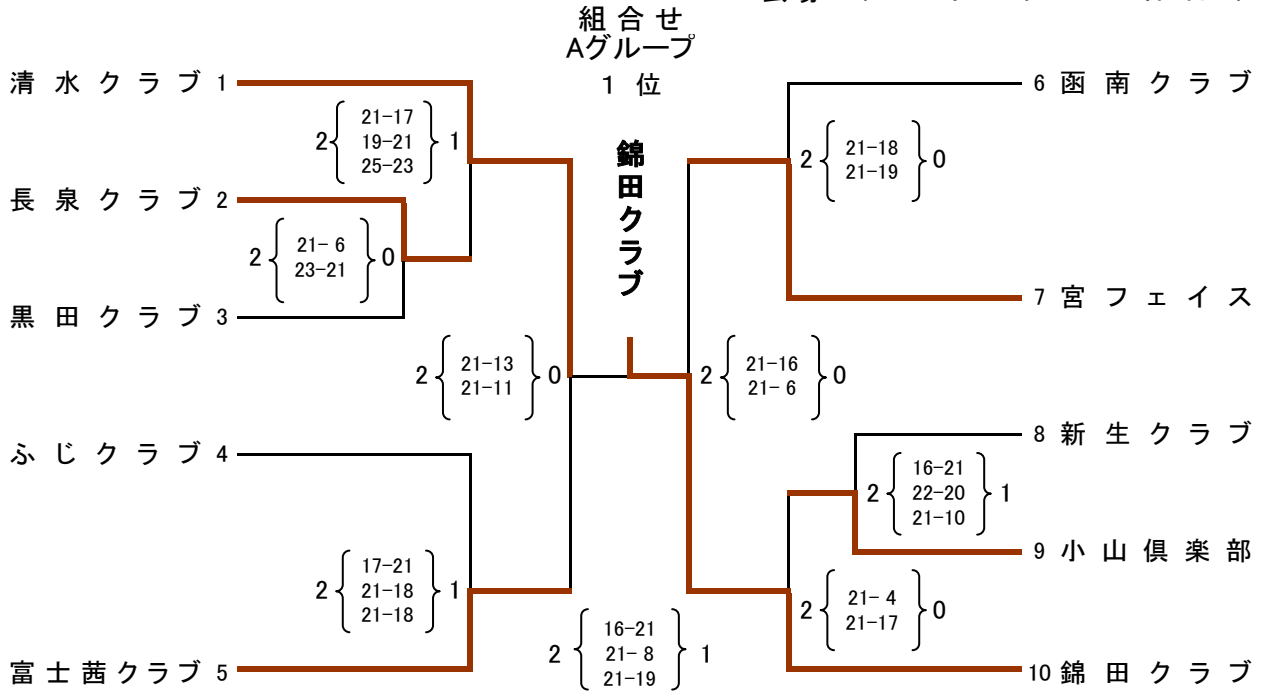 組合せ
Aグループ
1 位
錦田クラブ
清水クラブ 1
2 21-17 1
19-21
25-23
長泉クラブ 2
2 21- 6 0
23-21
黒田クラブ 3
2 21-13 0
21-11
ふじクラブ 4
2 17-21 1
21-18
21-18
富士茜クラブ 5
2 16-21 1
21- 8
21-19
6 函南クラブ
2 21-18 0
21-19
7 宮フェイス
2 21-16 0
21- 6
8 新生クラブ
2 16-21 1
22-20
21-10
9 小山倶楽部
2 21- 4 0
21-17
10 錦田クラブ